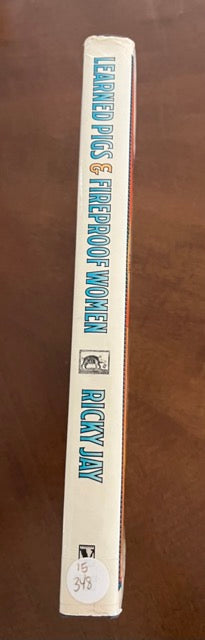 LEARNED PIGS & FIREPROOF WOMEN
RICKY JAY
15
348